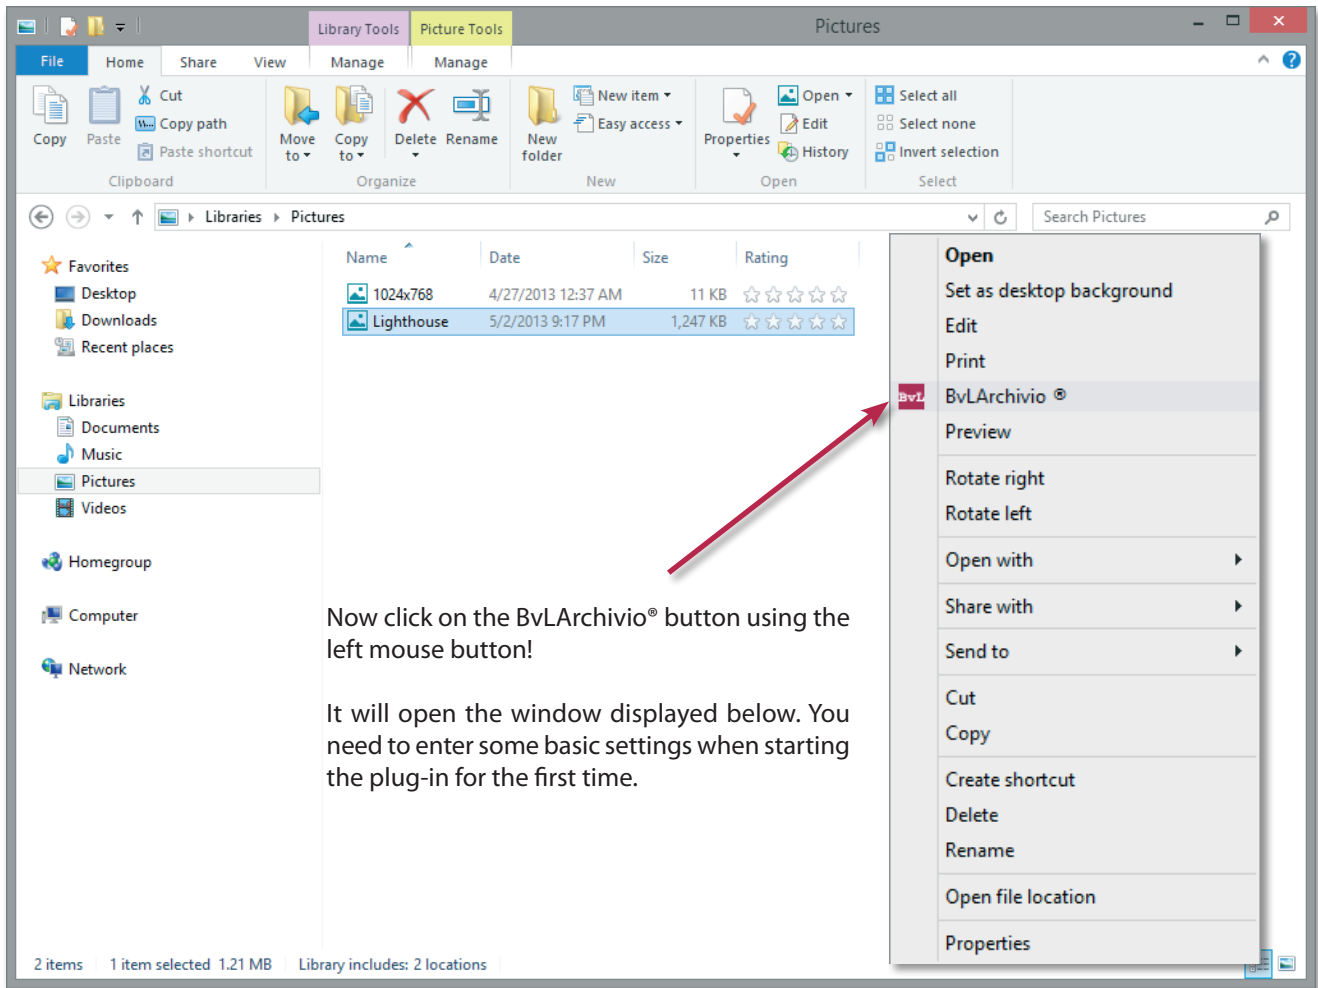 Library Tools Picture Tools Pictures
File Home Share View Manage Manage
Copy Paste Cut Copy path Paste shortcut
Clipboard
Move to Copy to Delete Rename
Organize
New folder New item Easy access
New
Properties Open Edit History
Open
Select all
Select none
Invert selection
Select
Libraries Pictures Search Pictures
Favorites
Desktop
Downloads
Recent places
Libraries
Documents
Music
Pictures
Videos
Homegroup
Computer
Network
Name Date Size Rating
1024x768 4/27/2013 12:37 AM 11 KB
Lighthouse 5/2/2013 9:17 PM 1,247 KB
Now click on the BvLArchivio® button using the
left mouse button!
It will open the window displayed below. You
need to enter some basic settings when starting
the plug-in for the first time.
Open
Set as desktop background
Edit
Print
BvL BvLArchivio ®
Preview
Rotate right
Rotate left
Open with
Share with
Send to
Cut
Copy
Create shortcut
Delete
Rename
Open file location
Properties
2 items 1 item selected 1.21 MB Library includes: 2 locations